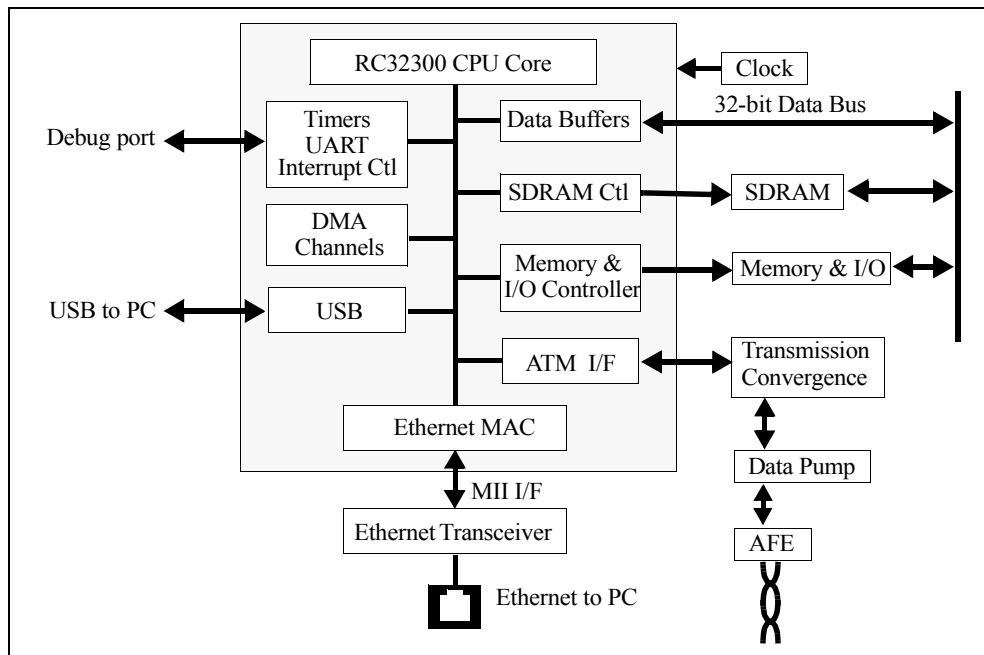 RC32300 CPU Core
Clock
32-bit Data Bus
Debug port
Timers
UART
Interrupt Ctl
Data Buffers
SDRAM Ctl
SDRAM
DMA
Channels
Memory &
I/O Controller
Memory & I/O
USB to PC
USB
ATM I/F
Transmission
Convergence
Ethernet MAC
Data Pump
MII I/F
Ethernet Transceiver
AFE
Ethernet to PC